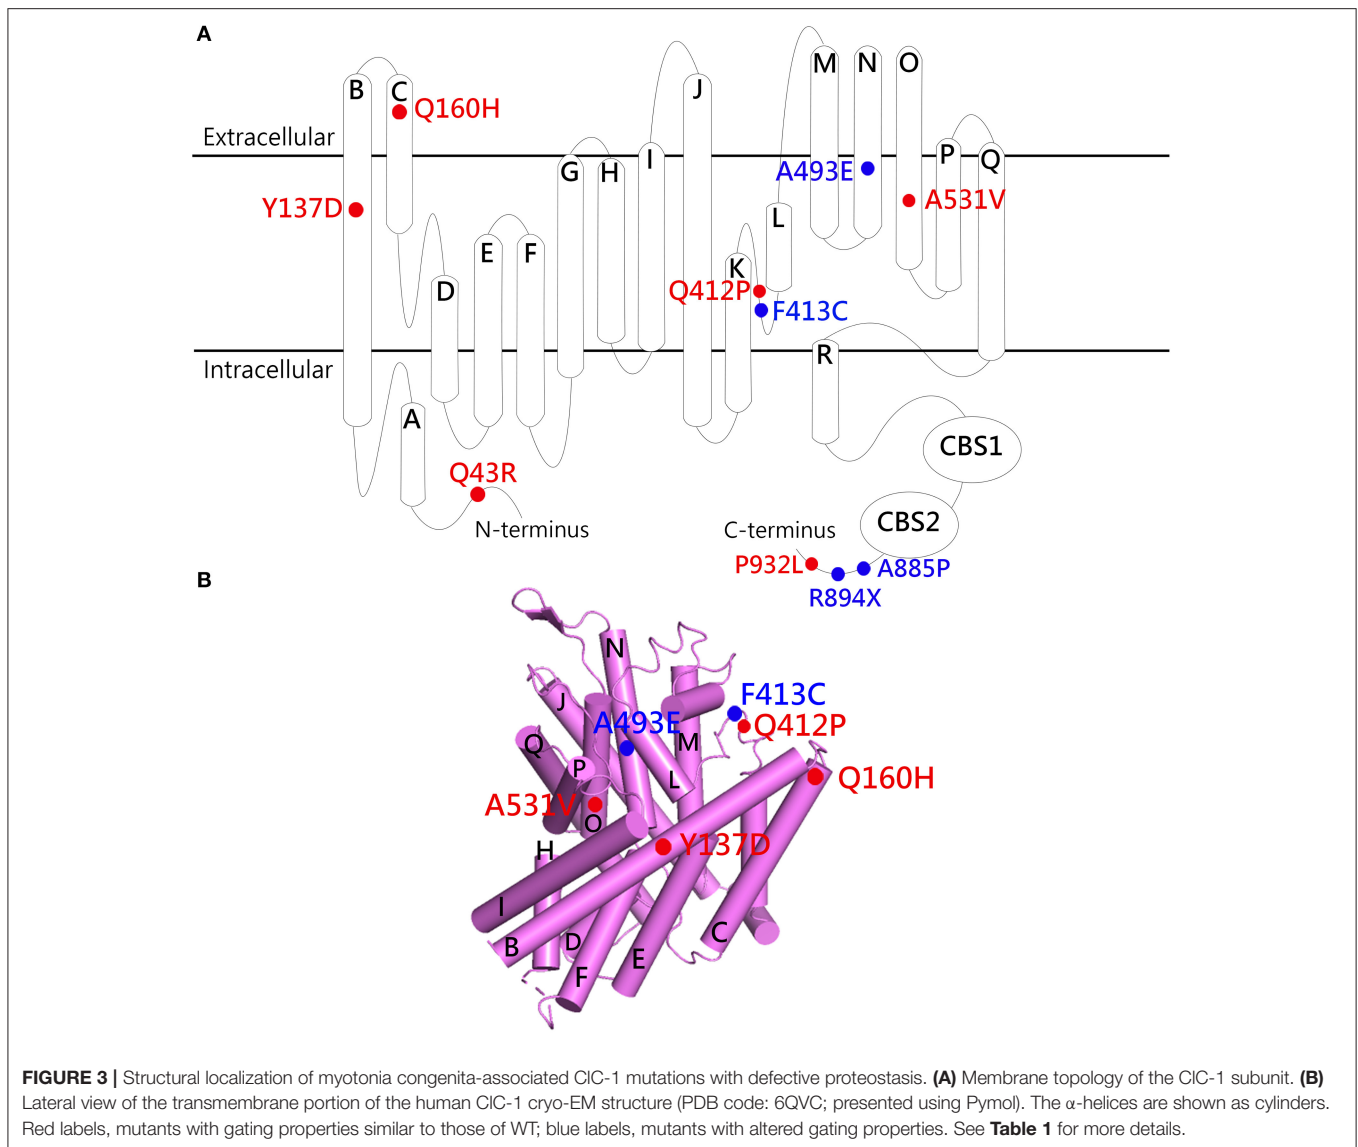 A
B
C
Q160H
J
M
N
O
Extracellular
G
H
I
P
Q
A493E
Y137D
A531V
L
E
F
D
K
Q412P
F413C
Intracellular
R
A
CBS1
Q43R
N-terminus
C-terminus
CBS2
P932L
A885P
R894X
B
N
J
F413C
A493E
Q412P
Q
M
P
L
Q160H
A531V
O
Y137D
H
I
B
D
C
F
E
FIGURE 3 | Structural localization of myotonia congenita-associated ClC-1 mutations with defective proteostasis. (A) Membrane topology of the ClC-1 subunit. (B)
Lateral view of the transmembrane portion of the human ClC-1 cryo-EM structure (PDB code: 6QVC; presented using Pymol). The α-helices are shown as cylinders.
Red labels, mutants with gating properties similar to those of WT; blue labels, mutants with altered gating properties. See Table 1 for more details.